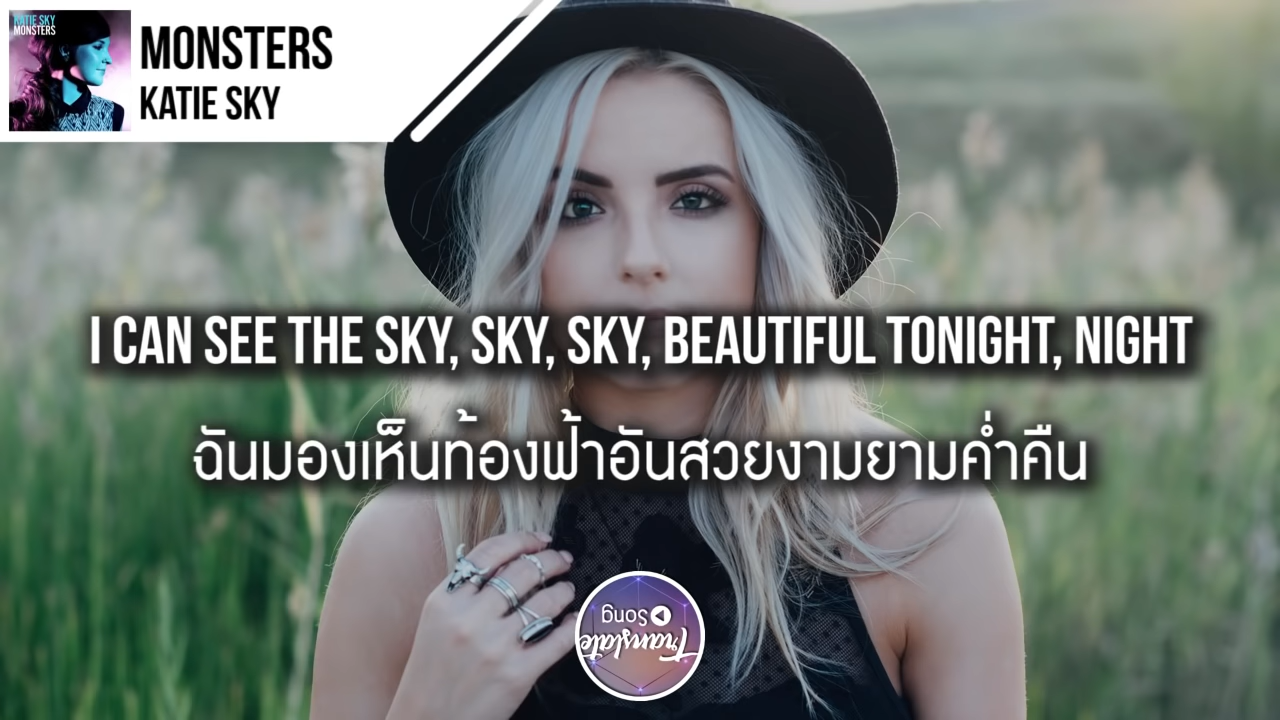 KATIE SKY
MONSTERS
MONSTERS
KATIE SKY
I CAN SEE THE SKY, SKY, SKY, BEAUTIFUL TONIGHT, NIGHT
ฉันมองเห็นท้องฟ้าอันสวยงามยามค่ำคืน
Translate
Song